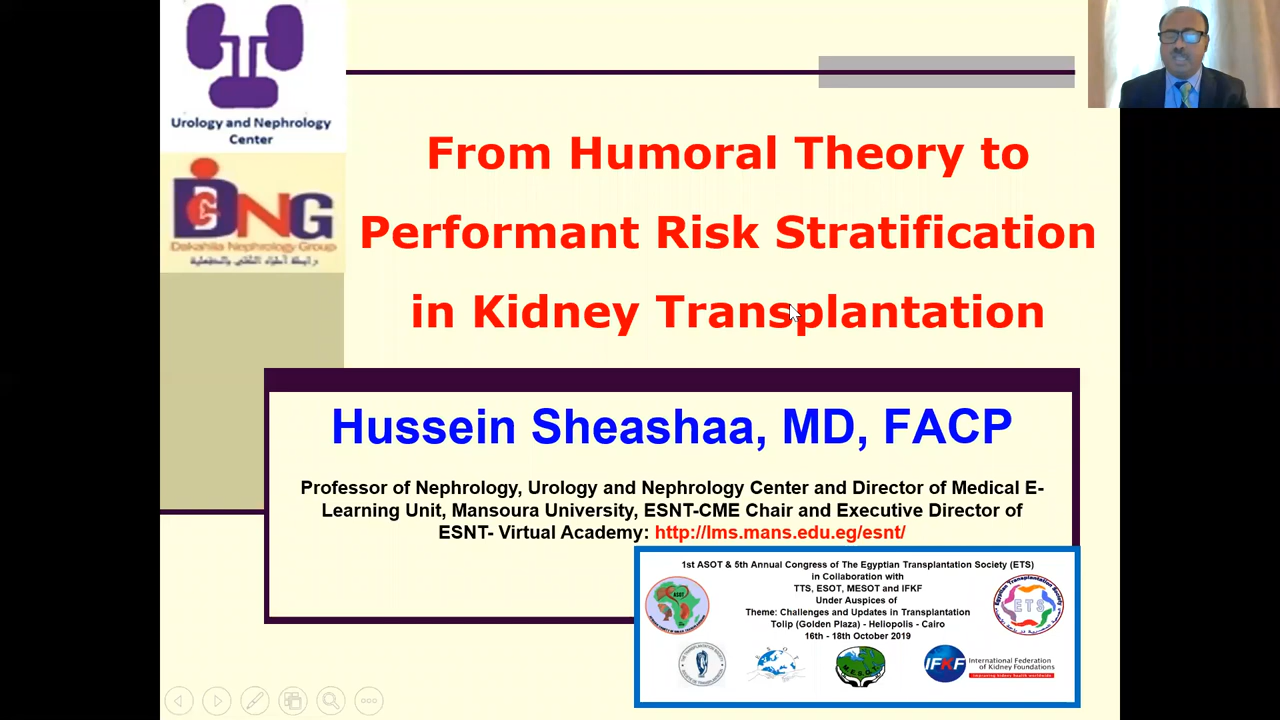 Urology and Nephrology
Center
DNG
Dakahlia Nephrology Group
From Humoral Theory to
Performant Risk Stratification
in Kidney Transplantation
Hussein Sheashaa, MD, FACP
Professor of Nephrology, Urology and Nephrology Center and Director of Medical E-
Learning Unit, Mansoura University, ESNT-CME Chair and Executive Director of
ESNT- Virtual Academy: http://lms.mans.edu.eg/esnt/
1st ASOT & 5th Annual Congress of The Egyptian Transplantation Society (ETS)
in Collaboration with
TTS, ESOT, MESOT and IFKF
Under Auspices of
Theme: Challenges and Updates in Transplantation
Tolip (Golden Plaza) - Heliopolis - Cairo
16th - 18th October 2019
ASOT
Egyptian Transplantation Society
ETS
M.E.S.O.T.
IFKF
International Federation
of Kidney Foundations